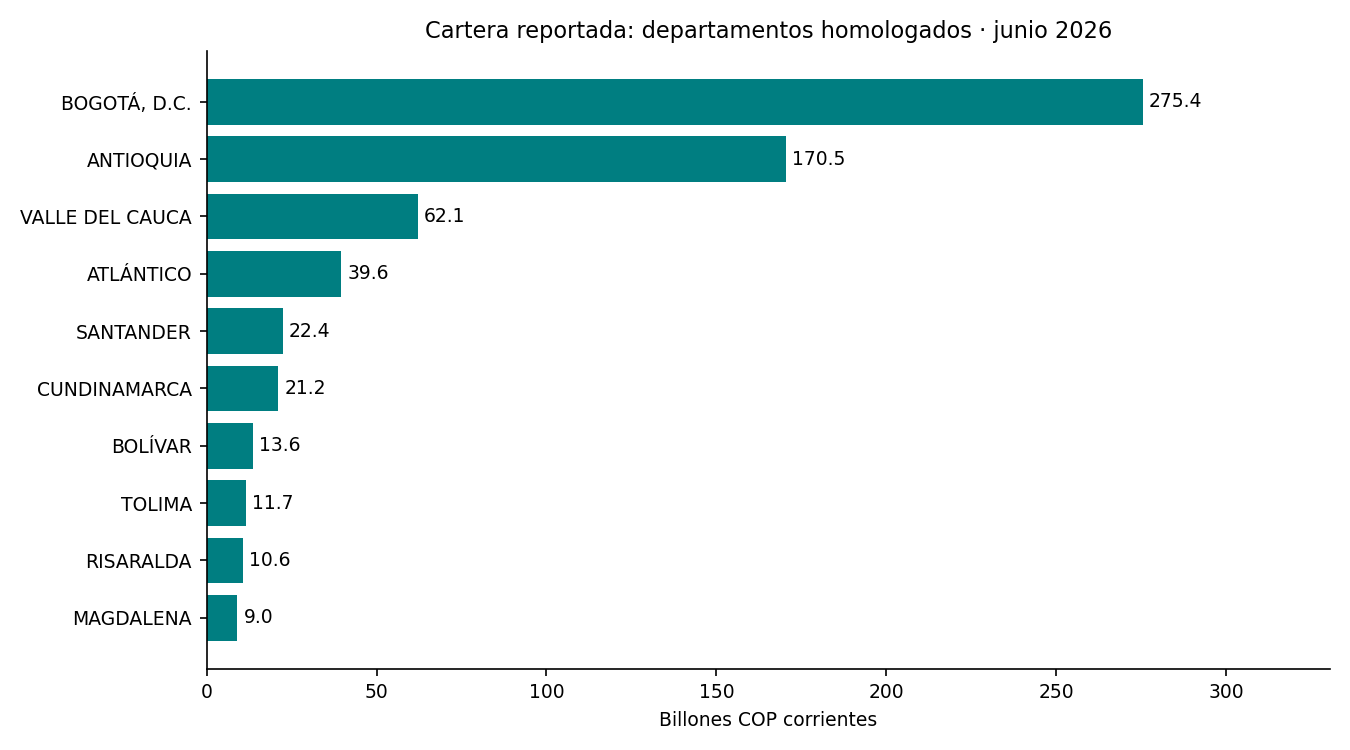 Cartera reportada: departamentos homologados · junio 2026
BOGOTÁ, D.C. 275.4
ANTIOQUIA 170.5
VALLE DEL CAUCA 62.1
ATLÁNTICO 39.6
SANTANDER 22.4
CUNDINAMARCA 21.2
BOLÍVAR 13.6
TOLIMA 11.7
RISARALDA 10.6
MAGDALENA 9.0
0 50 100 150 200 250 300
Billones COP corrientes